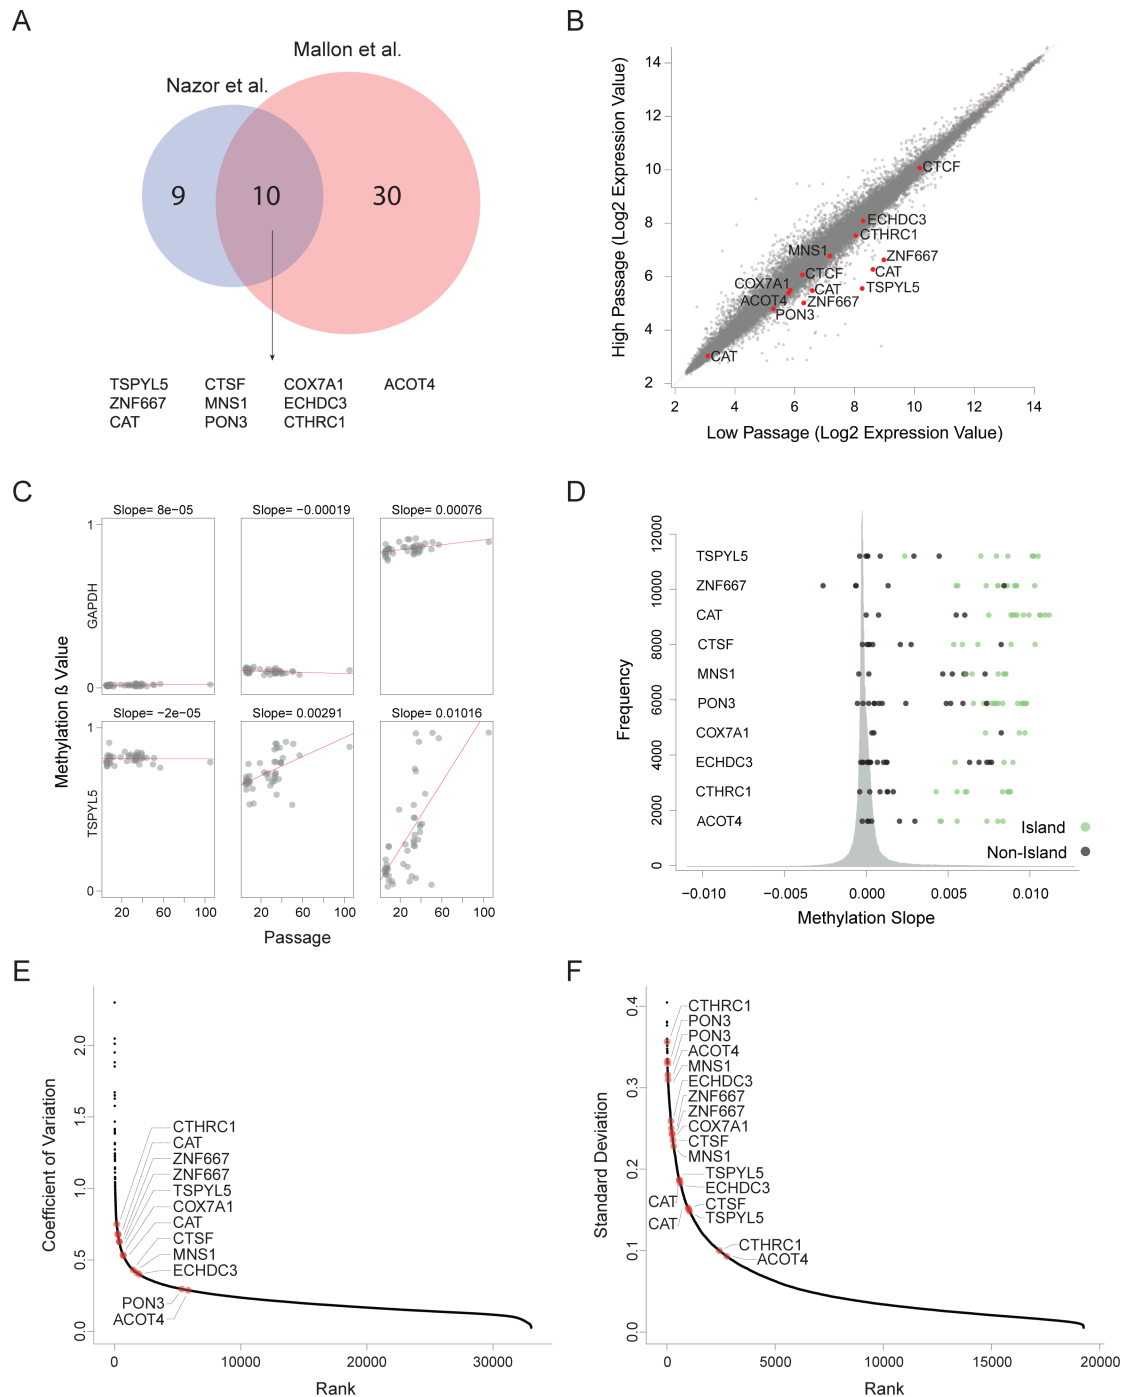 A
Mallon et al.
Nazor et al.
9
10
30
TSPYL5 CTSF COX7A1 ACOT4
ZNF667 MNS1 ECHDC3
CAT PON3 CTHRC1
B
High Passage (Log2 Expression Value)
14
12
10
8
6
4
2
CTCF
ECHDC3
CTHRC1
MNS1
ZNF667
CAT
CTCF
COX7A1
CAT
TSPYL5
ACOT4
ZNF667
PON3
CAT
2 4 6 8 10 12 14
Low Passage (Log2 Expression Value)
C
Methylation ß Value
GAPDH
TSPYL5
Slope= 8e−05
Slope= −0.00019
Slope= 0.00076
1
0
Slope= −2e−05
Slope= 0.00291
Slope= 0.01016
1
0
20 60 100
20 60 100
20 60 100
Passage
D
Frequency
12000
10000
8000
6000
4000
2000
0
TSPYL5
ZNF667
CAT
CTSF
MNS1
PON3
COX7A1
ECHDC3
CTHRC1
ACOT4
Island
Non-Island
−0.010 −0.005 0.000 0.005 0.010
Methylation Slope
E
Coefficient of Variation
2.0
1.5
1.0
0.5
0.0
CTHRC1
CAT
ZNF667
ZNF667
TSPYL5
COX7A1
CAT
CTSF
MNS1
ECHDC3
PON3
ACOT4
0 10000 20000 30000
Rank
F
Standard Deviation
0.4
0.3
0.2
0.1
0.0
CTHRC1
PON3
PON3
ACOT4
MNS1
ECHDC3
ZNF667
ZNF667
COX7A1
CTSF
MNS1
TSPYL5
ECHDC3
CAT
CTSF
CAT
TSPYL5
CTHRC1
ACOT4
0 5000 10000 15000 20000
Rank